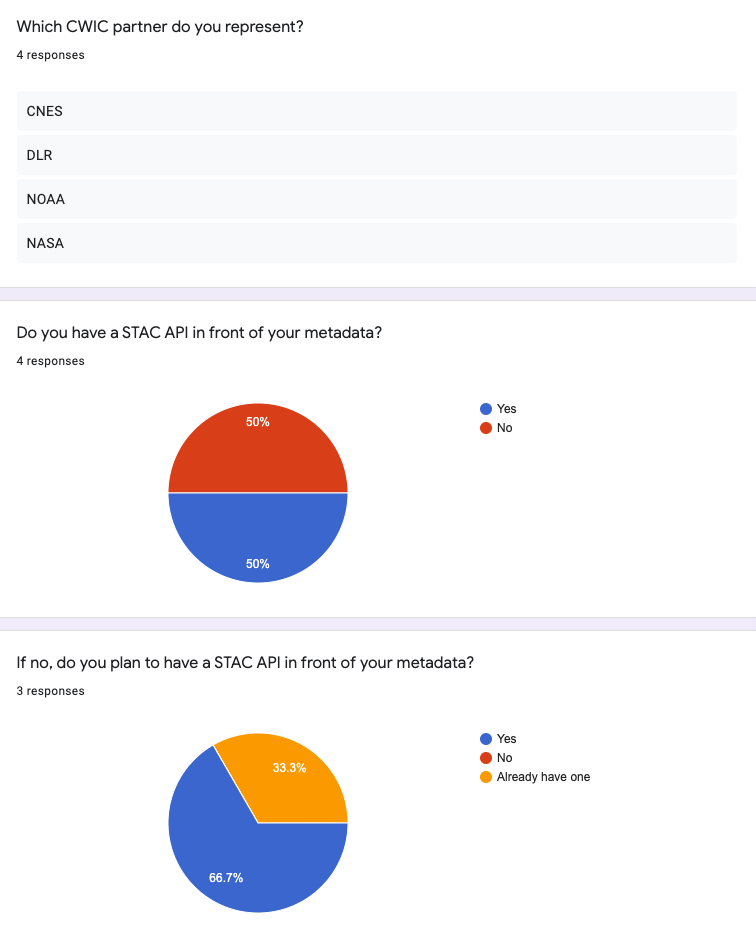 Which CWIC partner do you represent?
4 responses
CNES
DLR
NOAA
NASA
Do you have a STAC API in front of your metadata?
4 responses
50%
50%
Yes
No
If no, do you plan to have a STAC API in front of your metadata?
3 responses
33.3%
66.7%
Yes
No
Already have one